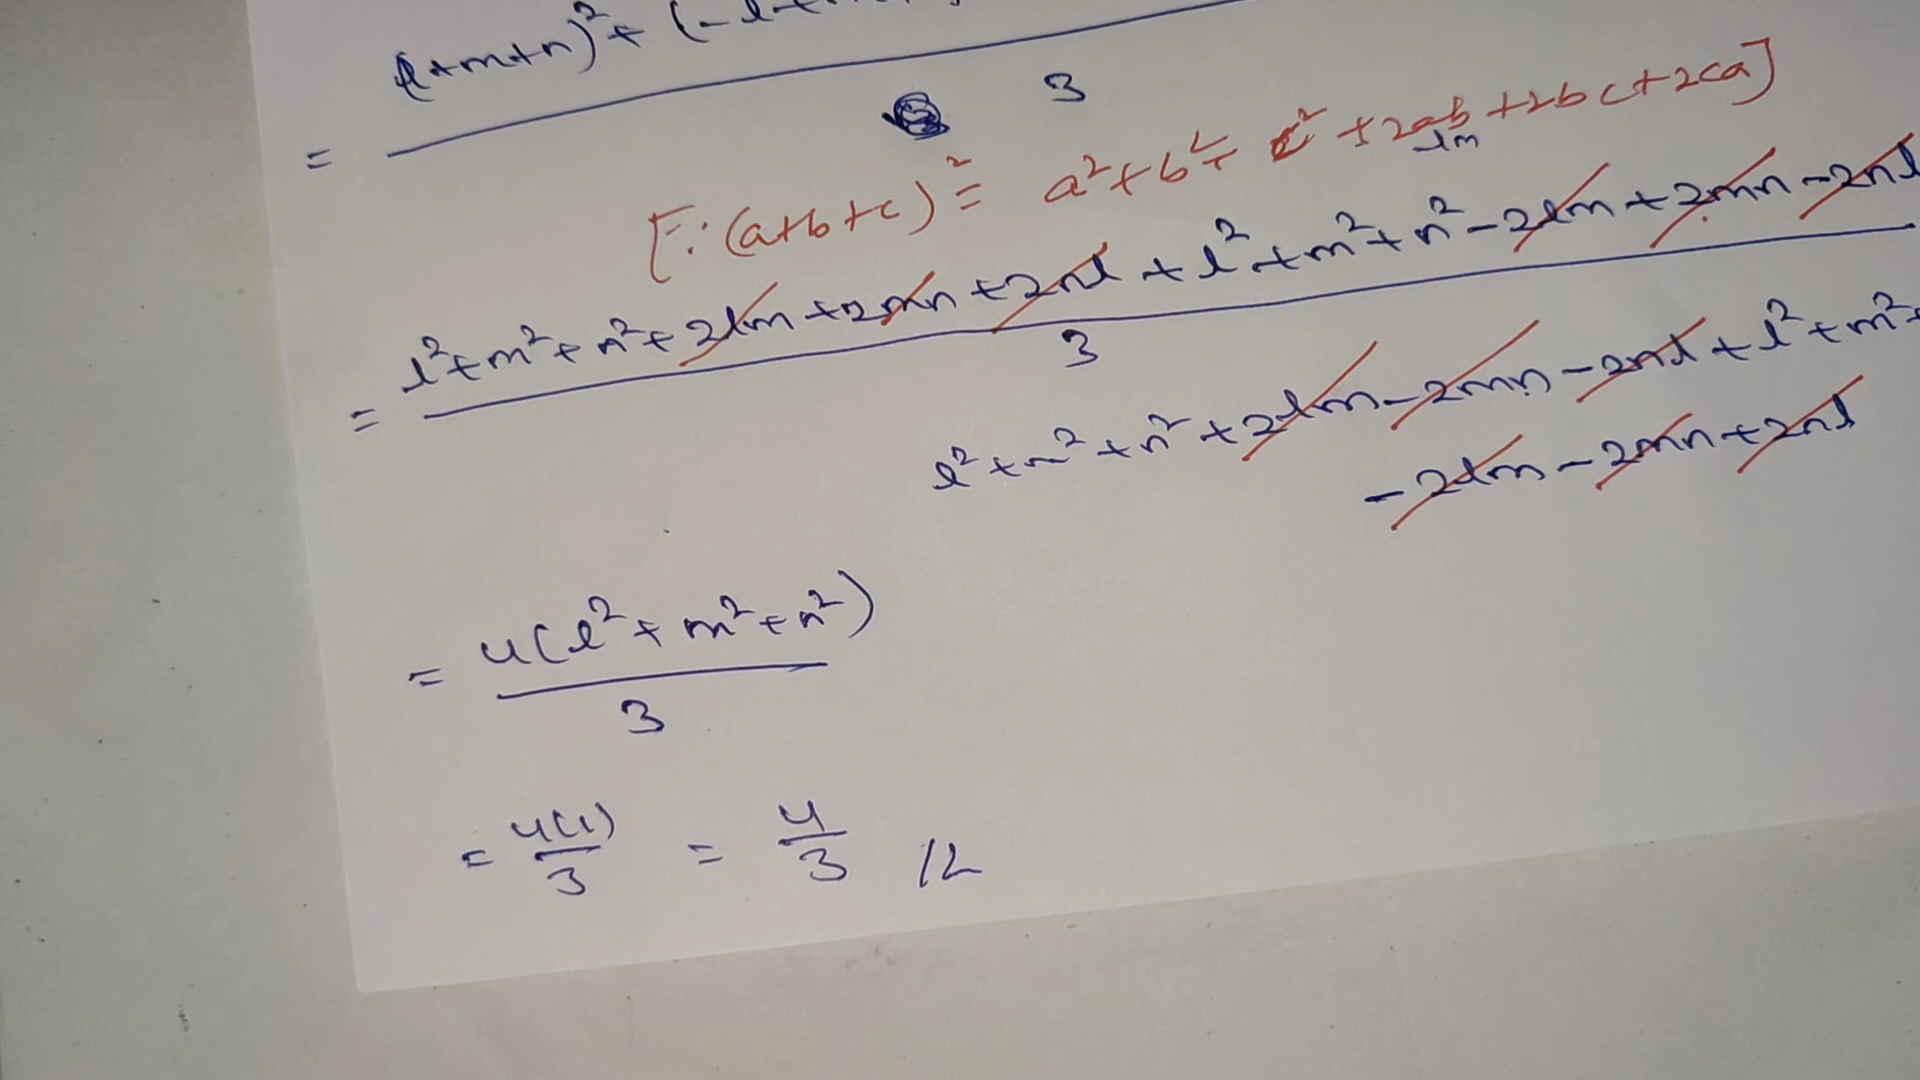 (l+m+n)² + (-l+
= 3
[∵ (a+b+c)² = a²+b²+c²+2ab+2bc+2ca]
lm
= l²+m²+n²+2lm+2mn+2nl+l²+m²+n²-2lm+2mn-2nl
3
l²+m²+n²+2lm-2mn-2nl+l²+m²+
-2lm-2mn+2nl
= 4(l²+m²+n²)
3
= 4(1)/3 = 4/3 //